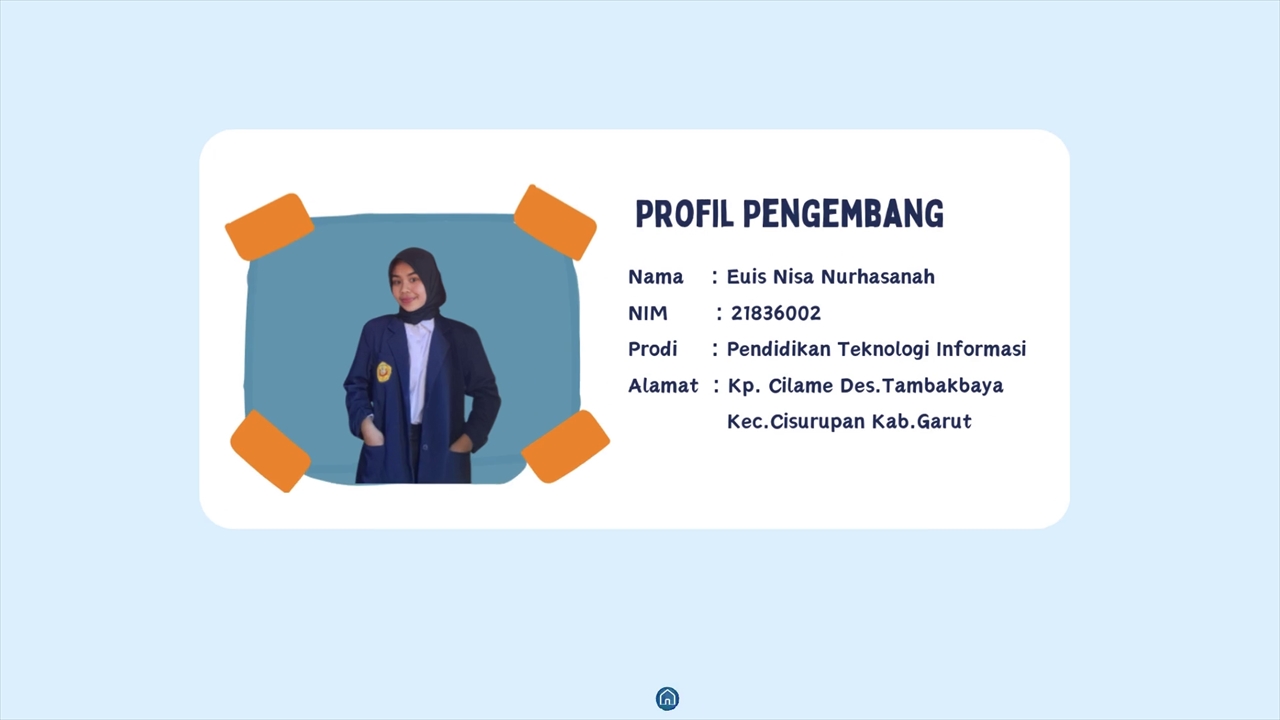 PROFIL PENGEMBANG
Nama : Euis Nisa Nurhasanah
NIM : 21836002
Prodi : Pendidikan Teknologi Informasi
Alamat : Kp. Cilame Des.Tambakbaya
Kec.Cisurupan Kab.Garut